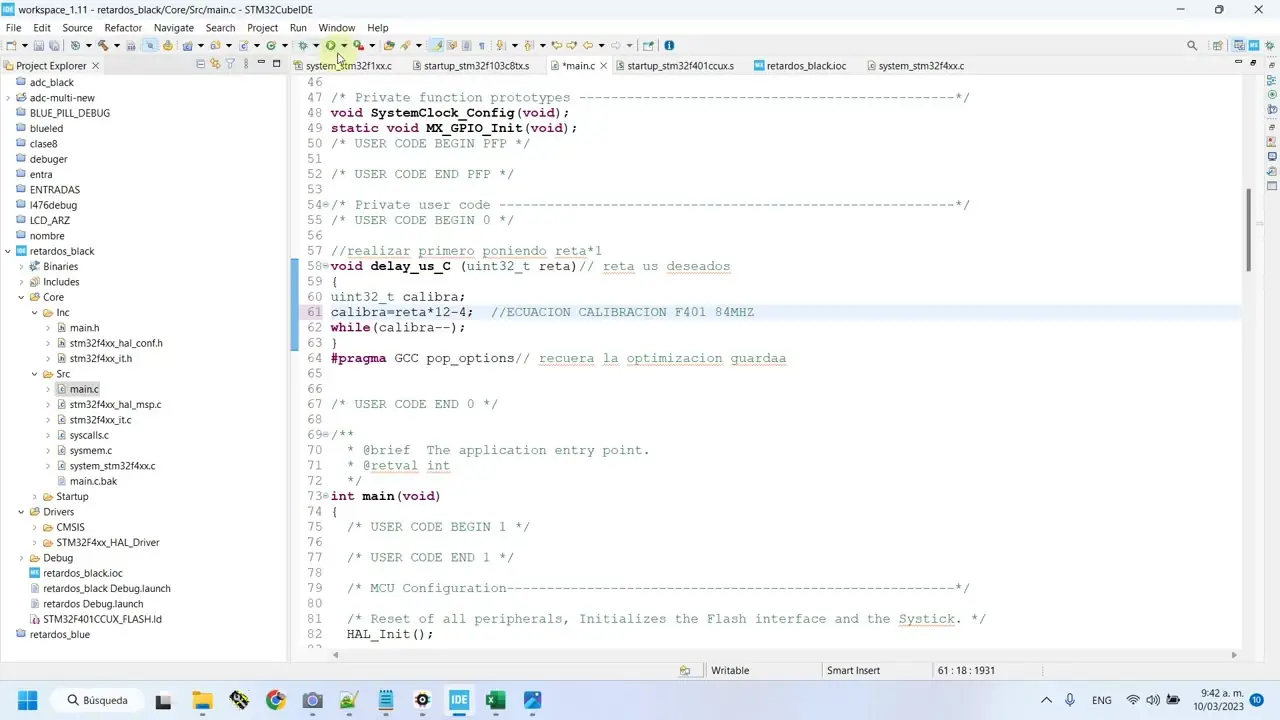 workspace_1.11 - retardos_black/Core/Src/main.c - STM32CubeIDE
File Edit Source Refactor Navigate Search Project Run Window Help
Project Explorer
system_stm32f1xx.c
startup_stm32f103c8tx.s
*main.c
startup_stm32f401ccux.s
retardos_black.ioc
system_stm32f4xx.c
adc_black
adc-multi-new
BLUE_PILL_DEBUG
blueled
clase8
debuger
entra
ENTRADAS
l476debug
LCD_ARZ
nombre
retardos_black
Binaries
Includes
Core
Inc
main.h
stm32f4xx_hal_conf.h
stm32f4xx_it.h
Src
main.c
stm32f4xx_hal_msp.c
stm32f4xx_it.c
syscalls.c
sysmem.c
system_stm32f4xx.c
main.c.bak
Startup
Drivers
CMSIS
STM32F4xx_HAL_Driver
Debug
retardos_black.ioc
retardos_black Debug.launch
retardos Debug.launch
STM32F401CCUX_FLASH.ld
retardos_blue
46
47 /* Private function prototypes -----------------------------------------------*/
48 void SystemClock_Config(void);
49 static void MX_GPIO_Init(void);
50 /* USER CODE BEGIN PFP */
51
52 /* USER CODE END PFP */
53
54 /* Private user code ---------------------------------------------------------*/
55 /* USER CODE BEGIN 0 */
56
57 //realizar primero poniendo reta*1
58 void delay_us_C (uint32_t reta)// reta us deseados
59 {
60 uint32_t calibra;
61 calibra=reta*12-4; //ECUACION CALIBRACION F401 84MHZ
62 while(calibra--);
63 }
64 #pragma GCC pop_options// recuera la optimizacion guardaa
65
66
67 /* USER CODE END 0 */
68
69 /**
70 * @brief The application entry point.
71 * @retval int
72 */
73 int main(void)
74 {
75 /* USER CODE BEGIN 1 */
76
77 /* USER CODE END 1 */
78
79 /* MCU Configuration--------------------------------------------------------*/
80
81 /* Reset of all peripherals, Initializes the Flash interface and the Systick. */
82 HAL_Init();
Writable
Smart Insert
61 : 18 : 1931
Búsqueda
IDE
ENG
9:42 a. m.
10/03/2023
10